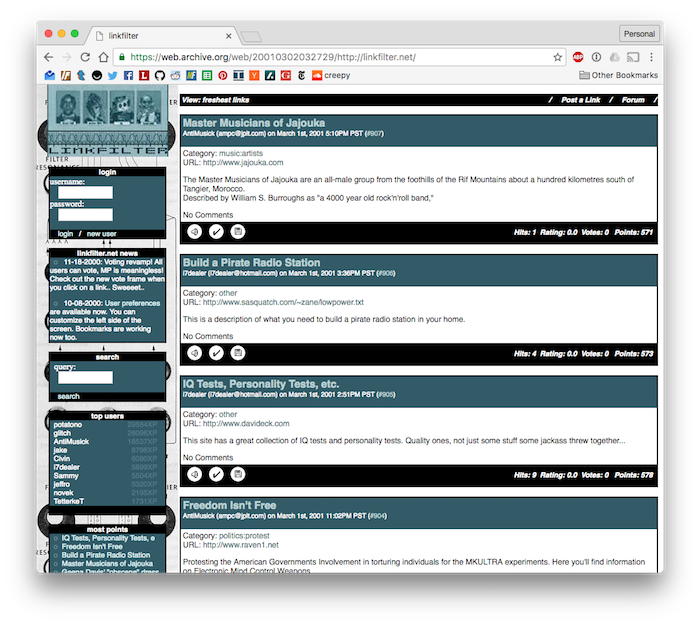 linkfilter
Personal
https://web.archive.org/web/20010302032729/http://linkfilter.net/
creepy
Other Bookmarks
LINKFILTER
FILTER
login
username:
password:
login / new user
linkfilter.net news
11-18-2000: Voting revamp! All
users can vote, MP is meaningless!
Check out the new vote frame when
you click on a link.. Sweeeet..
10-08-2000: User preferences
are available now. You can
customize the left side of the
screen. Bookmarks are working
now too.
search
query:
search
top users
potatono
glitch
AntiMusick
jake
Civin
l7dealer
Sammy
jeffro
novek
TetterkeT
most points
IQ Tests, Personality Tests, e
Freedom Isn't Free
Build a Pirate Radio Station
Master Musicians of Jajouka
Geena Davis' "obscene" dress
View: freshest links / Post a Link / Forum /
Master Musicians of Jajouka
AntiMusick (ampc@jpit.com) on March 1st, 2001 5:10PM PST (#907)
Category: music:artists
URL: http://www.jajouka.com
The Master Musicians of Jajouka are an all-male group from the foothills of the Rif Mountains about a hundred kilometres south of
Tangier, Morocco.
Described by William S. Burroughs as "a 4000 year old rock'n'roll band,"
No Comments
Hits: 1 Rating: 0.0 Votes: 0 Points: 571
Build a Pirate Radio Station
l7dealer (l7dealer@hotmail.com) on March 1st, 2001 3:36PM PST (#906)
Category: other
URL: http://www.sasquatch.com/~zane/lowpower.txt
This is a description of what you need to build a pirate radio station in your home.
No Comments
Hits: 4 Rating: 0.0 Votes: 0 Points: 573
IQ Tests, Personality Tests, etc.
l7dealer (l7dealer@hotmail.com) on March 1st, 2001 2:51PM PST (#905)
Category: other
URL: http://www.davideck.com
This site has a great collection of IQ tests and personality tests. Quality ones, not just some stuff some jackass threw together...
No Comments
Hits: 9 Rating: 0.0 Votes: 0 Points: 578
Freedom Isn't Free
AntiMusick (ampc@jpit.com) on March 1st, 2001 11:02PM PST (#904)
Category: politics:protest
URL: http://www.raven1.net
Protesting the American Governments Involvement in torturing individuals for the MKULTRA experiments. Here you'll find information
on Electronic Mind Control Weapons